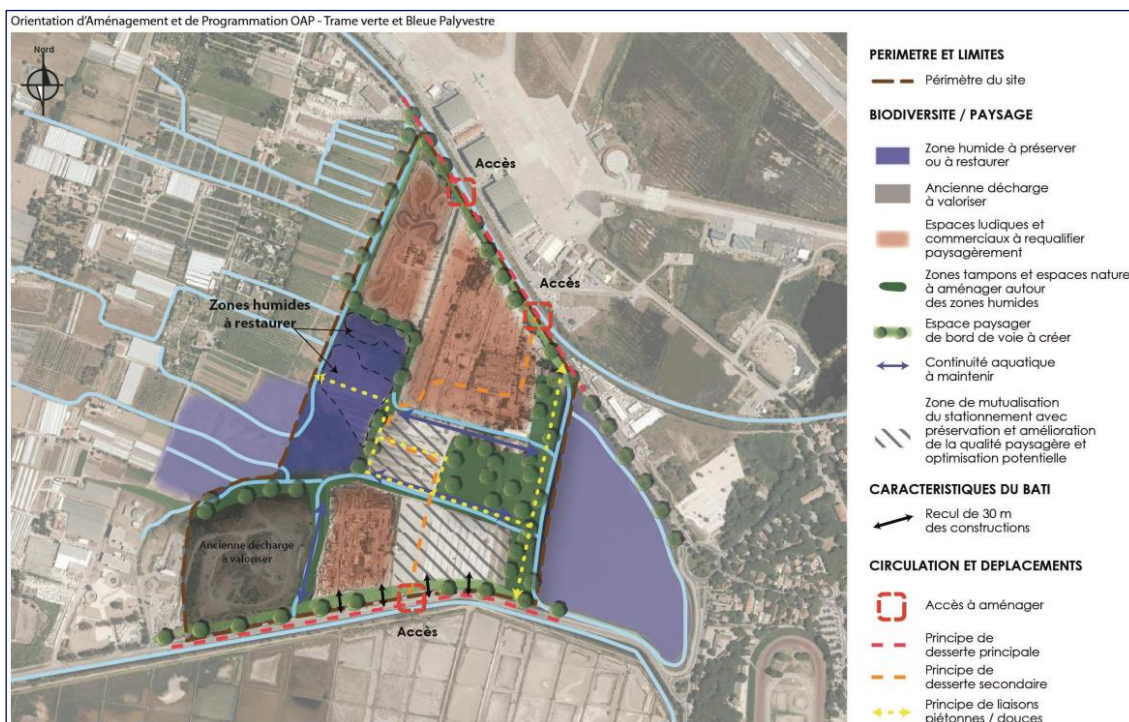 Orientation d'Aménagement et de Programmation OAP - Trame verte et Bleue Palyvestre
Nord
Accès
Accès
Zones humides
à restaurer
Ancienne décharge
à valoriser
Accès
PERIMETRE ET LIMITES
Périmètre du site
BIODIVERSITE / PAYSAGE
Zone humide à préserver
ou à restaurer
Ancienne décharge
à valoriser
Espaces ludiques et
commerciaux à requalifier
paysagèrement
Zones tampons et espaces nature
à aménager autour
des zones humides
Espace paysager
de bord de voie à créer
Continuité aquatique
à maintenir
Zone de mutualisation
du stationnement avec
préservation et amélioration
de la qualité paysagère et
optimisation potentielle
CARACTERISTIQUES DU BATI
Recul de 30 m
des constructions
CIRCULATION ET DEPLACEMENTS
Accès à aménager
Principe de
desserte principale
Principe de
desserte secondaire
Principe de liaisons
piétonnes / douces